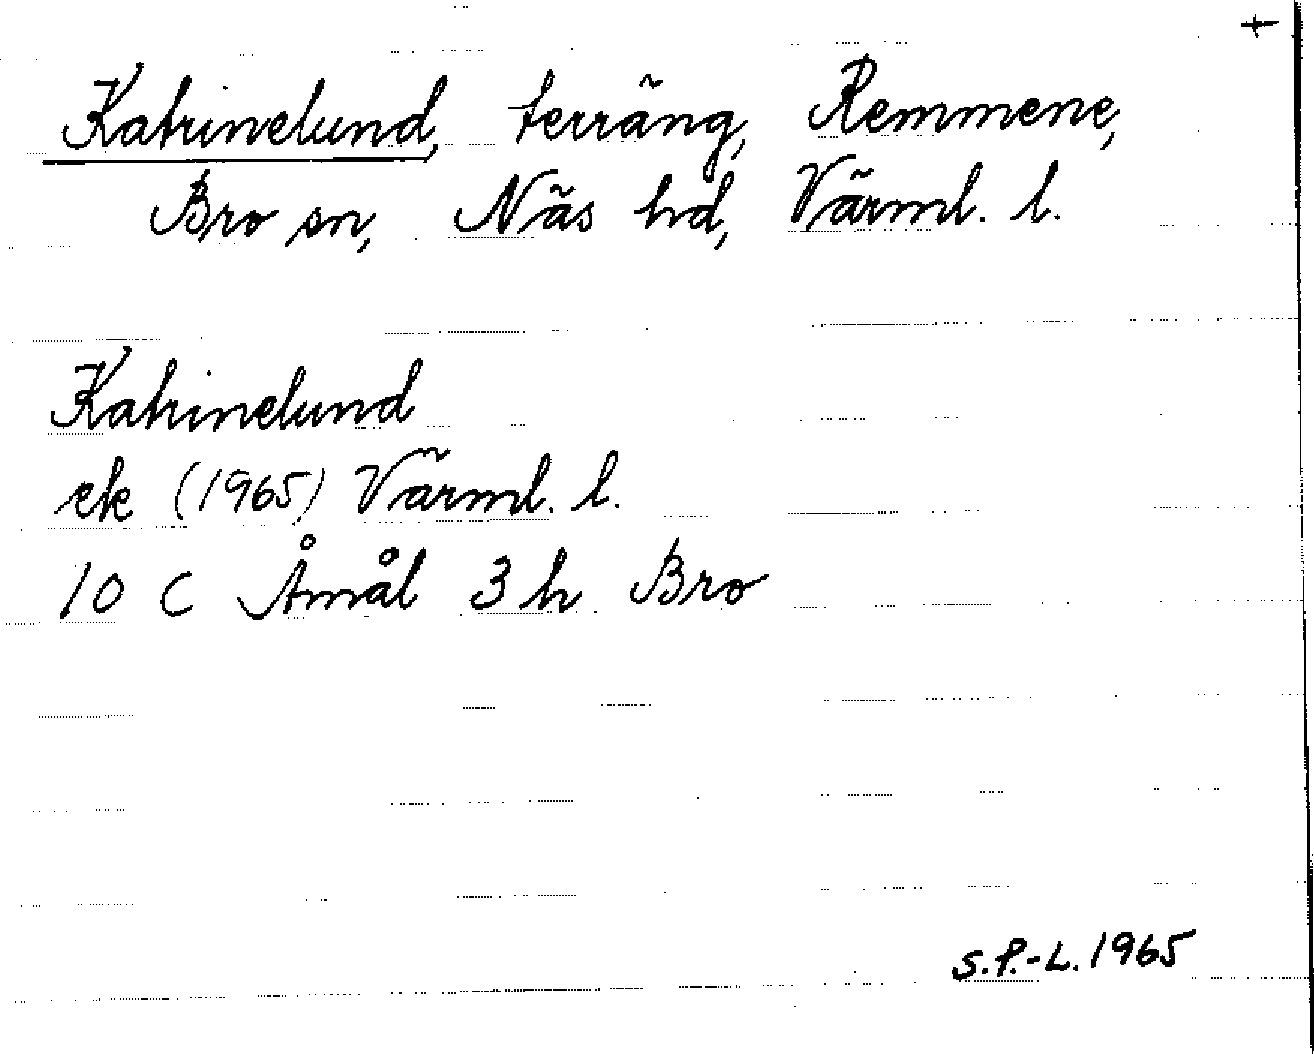 +
Katrinelund, terräng, Remmene,
Bro sn, Näs hd, Värml. l.
Katrinelund
ek (1965) Värml. l.
10 C Åmål 3 h Bro
S.P.-L. 1965